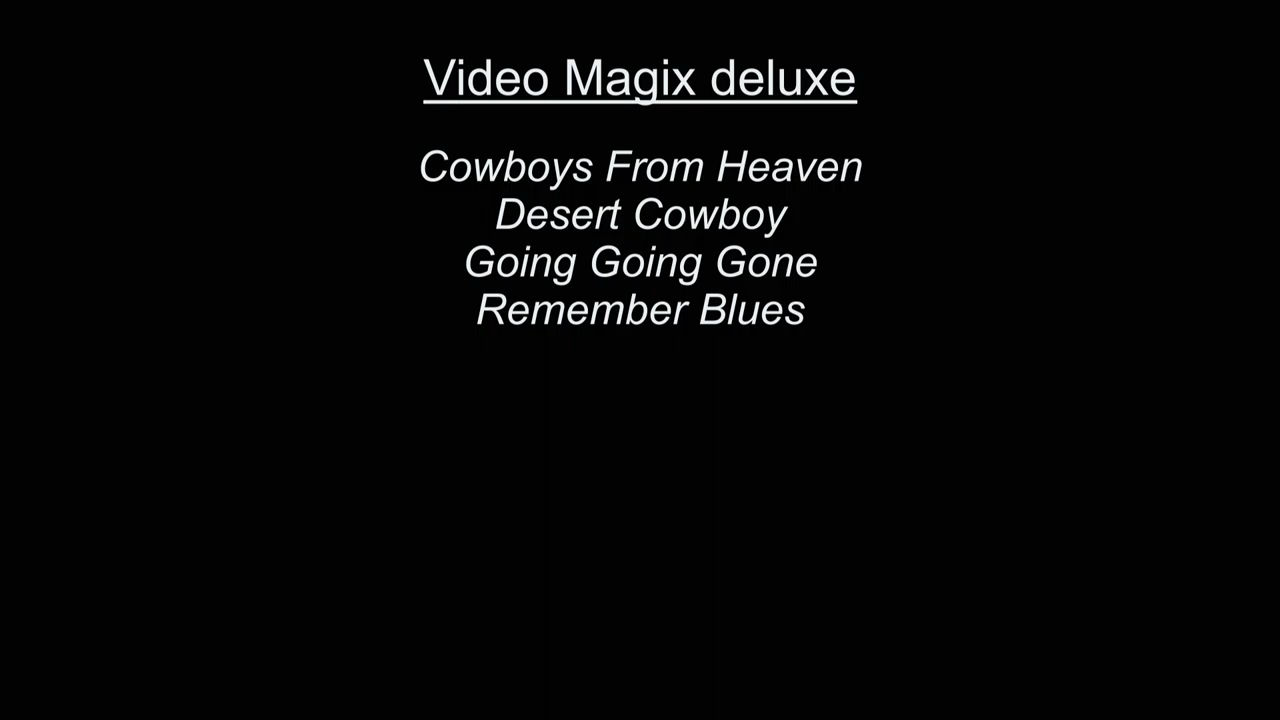 Video Magix deluxe
Cowboys From Heaven
Desert Cowboy
Going Going Gone
Remember Blues